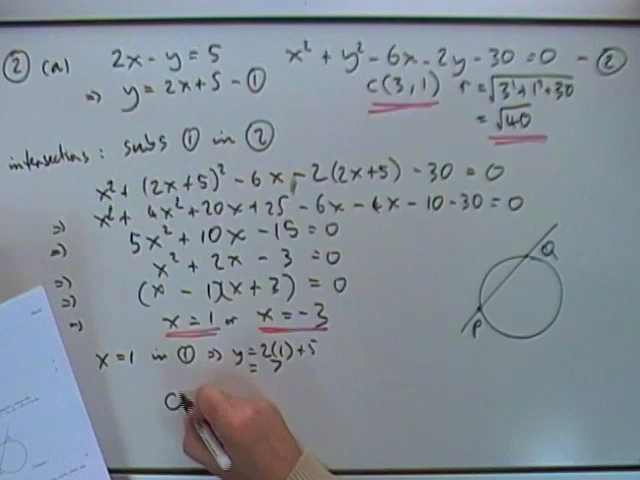 ② (a) 2x - y = 5 x² + y² - 6x - 2y - 30 = 0 - ②
⇒ y = 2x + 5 - ① C(3, 1) r = √3² + 1² + 30
= √40
intersections: subs ① in ②
x² + (2x+5)² - 6x - 2(2x+5) - 30 = 0
⇒ x² + 4x² + 20x + 25 - 6x - 4x - 10 - 30 = 0
⇒ 5x² + 10x - 15 = 0
⇒ x² + 2x - 3 = 0
⇒ (x - 1)(x + 3) = 0
⇒ x = 1 or x = -3
x = 1 in ① ⇒ y = 2(1) + 5
= 7
Q
P